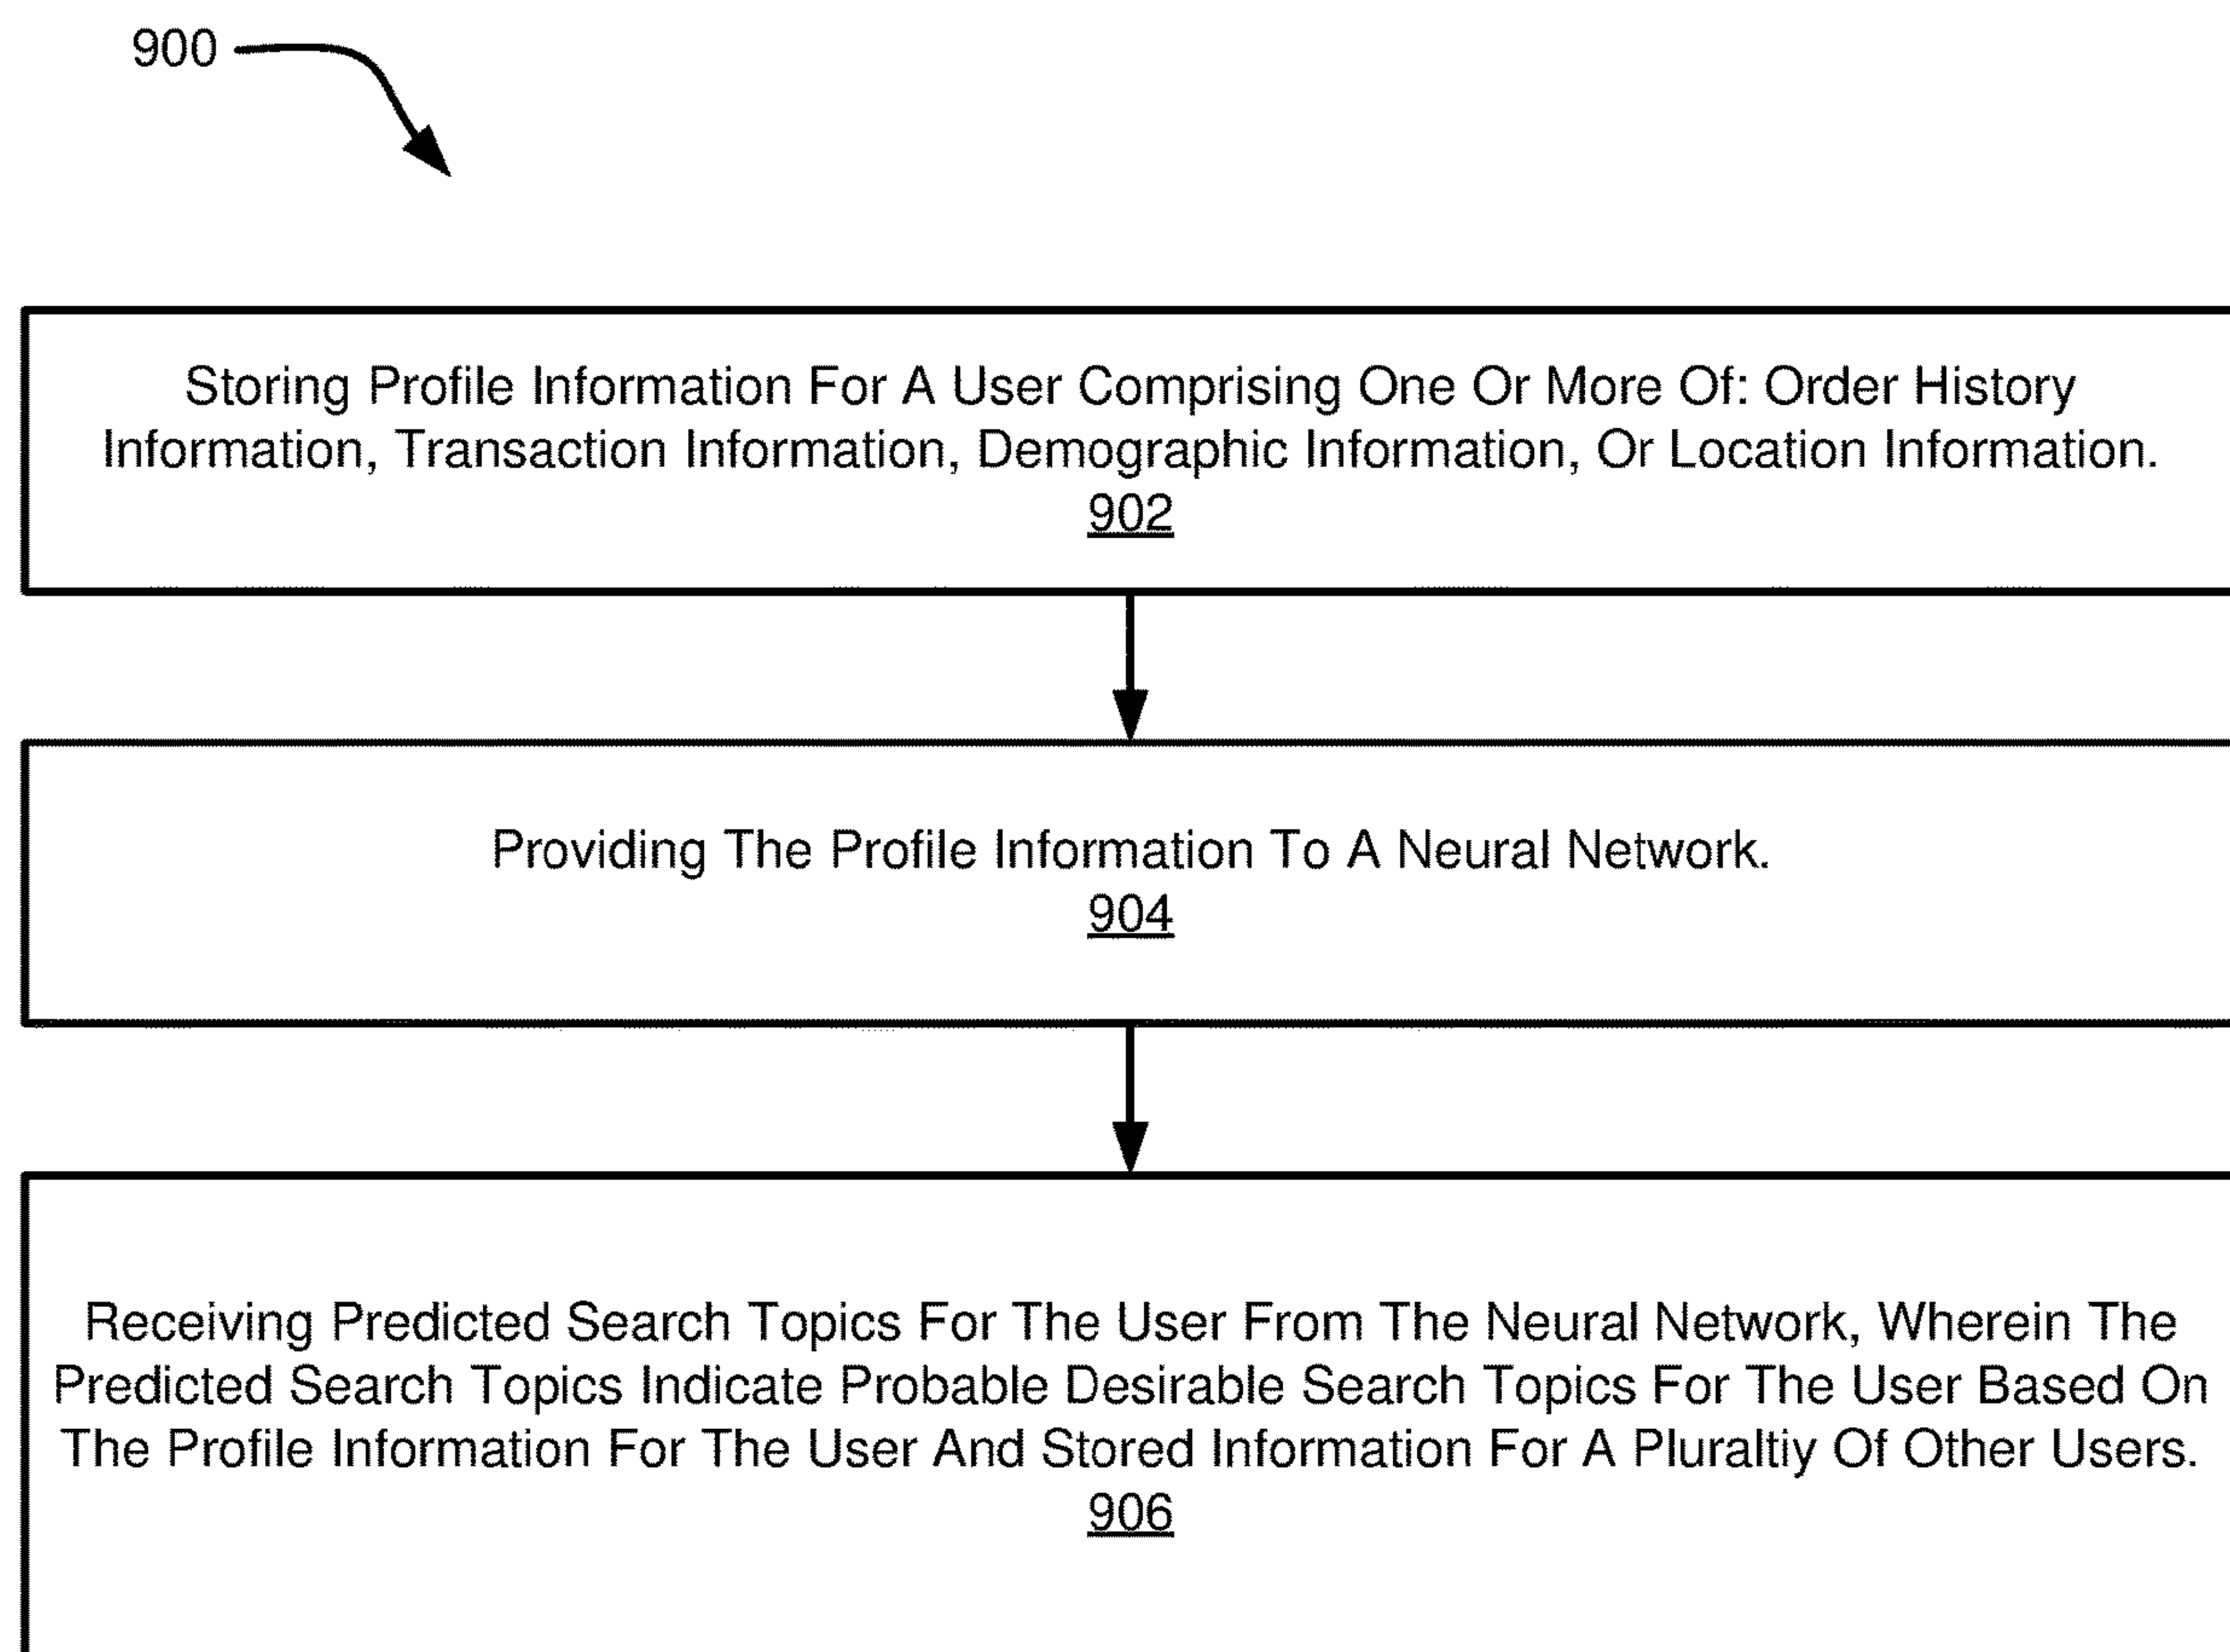 900
Storing Profile Information For A User Comprising One Or More Of: Order History
Information, Transaction Information, Demographic Information, Or Location Information.
902
Providing The Profile Information To A Neural Network.
904
Receiving Predicted Search Topics For The User From The Neural Network, Wherein The
Predicted Search Topics Indicate Probable Desirable Search Topics For The User Based On
The Profile Information For The User And Stored Information For A Pluraltiy Of Other Users.
906